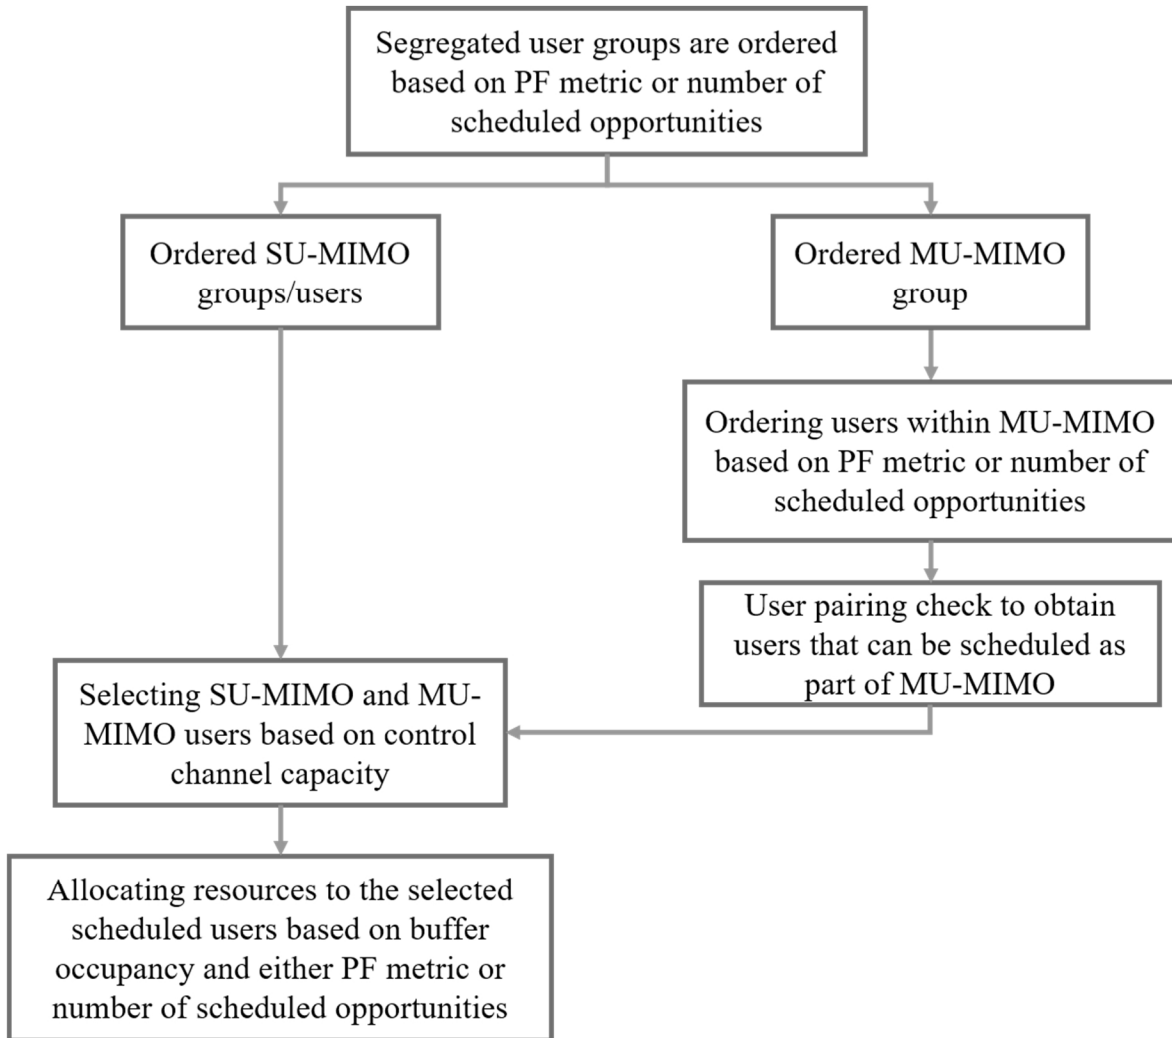 Segregated user groups are ordered
based on PF metric or number of
scheduled opportunities
Ordered SU-MIMO
groups/users
Ordered MU-MIMO
group
Ordering users within MU-MIMO
based on PF metric or number of
scheduled opportunities
User pairing check to obtain
users that can be scheduled as
part of MU-MIMO
Selecting SU-MIMO and MU-
MIMO users based on control
channel capacity
Allocating resources to the selected
scheduled users based on buffer
occupancy and either PF metric or
number of scheduled opportunities